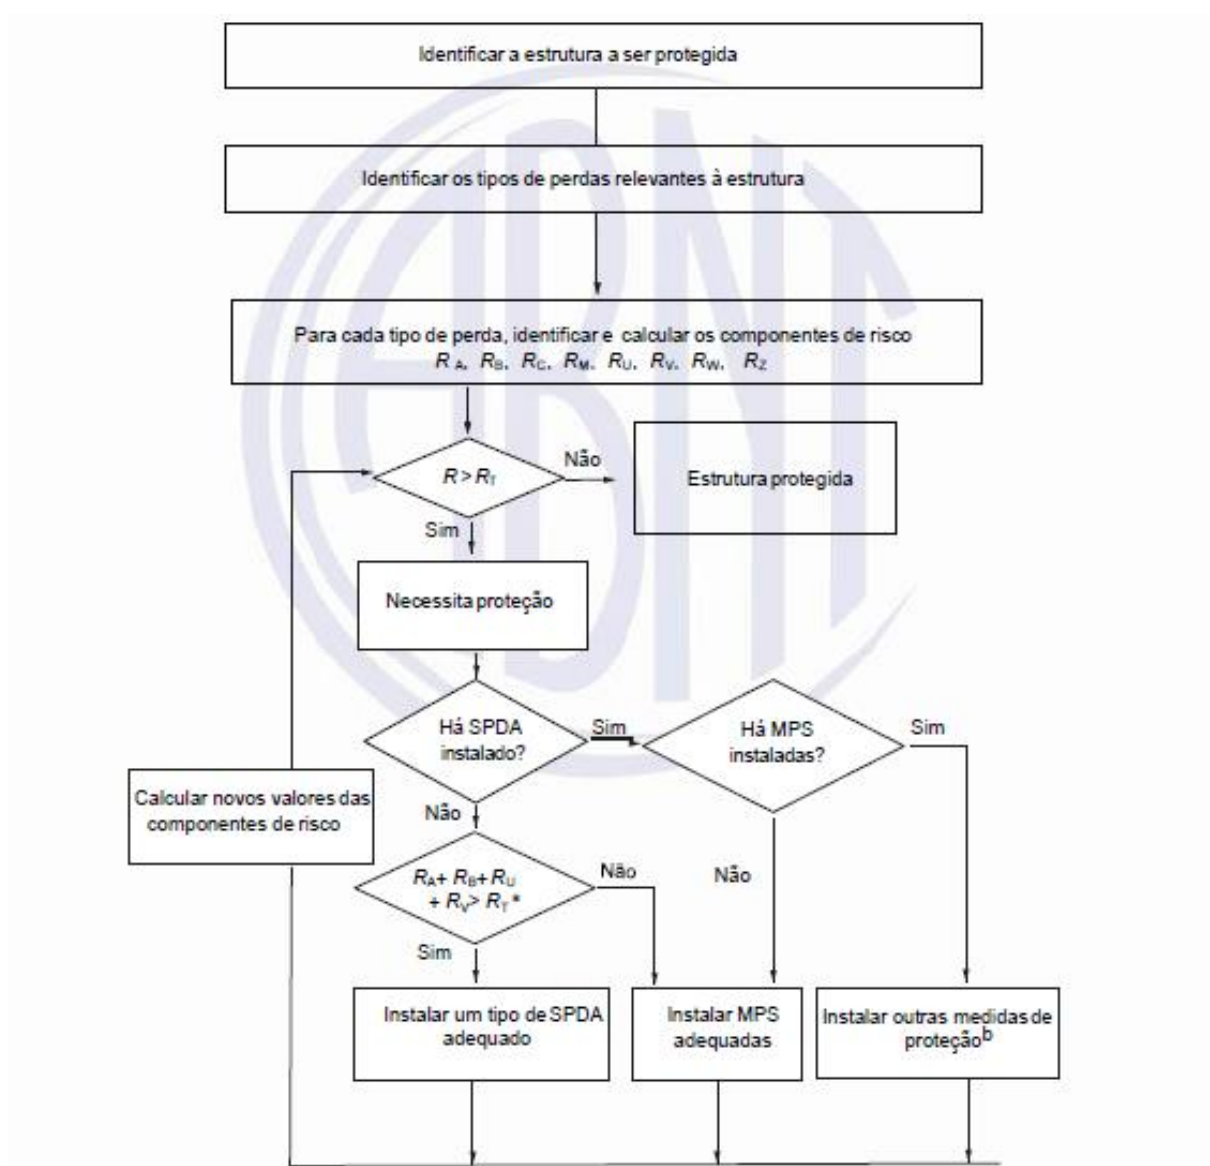 Identificar a estrutura a ser protegida
Identificar os tipos de perdas relevantes à estrutura
Para cada tipo de perda, identificar e calcular os componentes de risco
R A, RB, RC, RM, RU, RV, RW, RZ
R > RT
Não
Estrutura protegida
Sim
Necessita proteção
Há SPDA
instalado?
Sim
Há MPS
instaladas?
Sim
Calcular novos valores das
componentes de risco
Não
RA+ RB+RU
+ RV> RT *
Não
Não
Sim
Instalar um tipo de SPDA
adequado
Instalar MPS
adequadas
Instalar outras medidas de
proteção b
ABNT